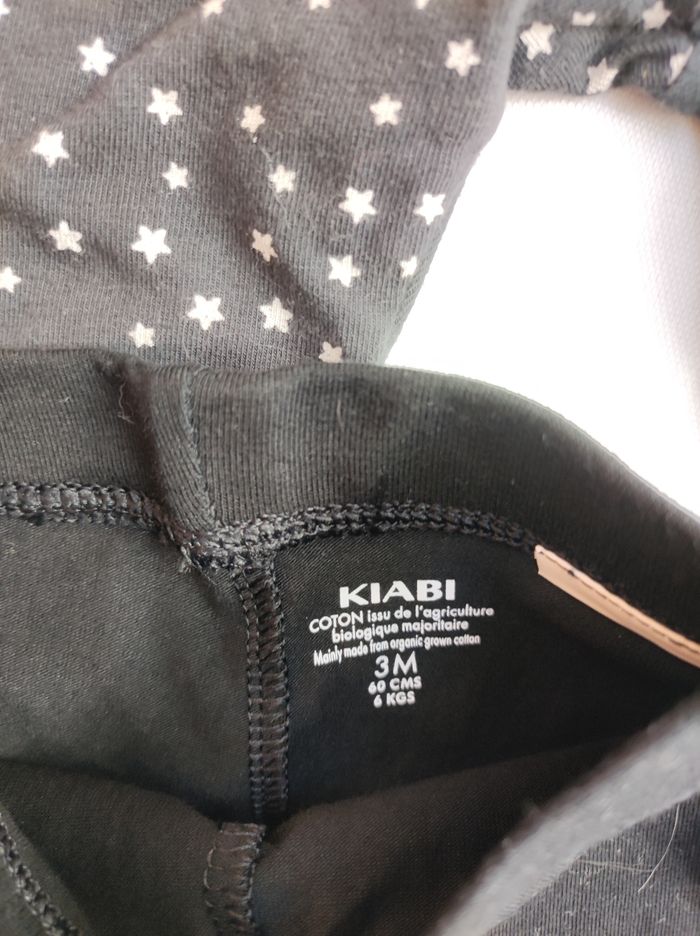 KIABI
COTON issu de l'agriculture
biologique majoritaire
Mainly made from organic grown cotton
3M
60 CMS
6 KGS